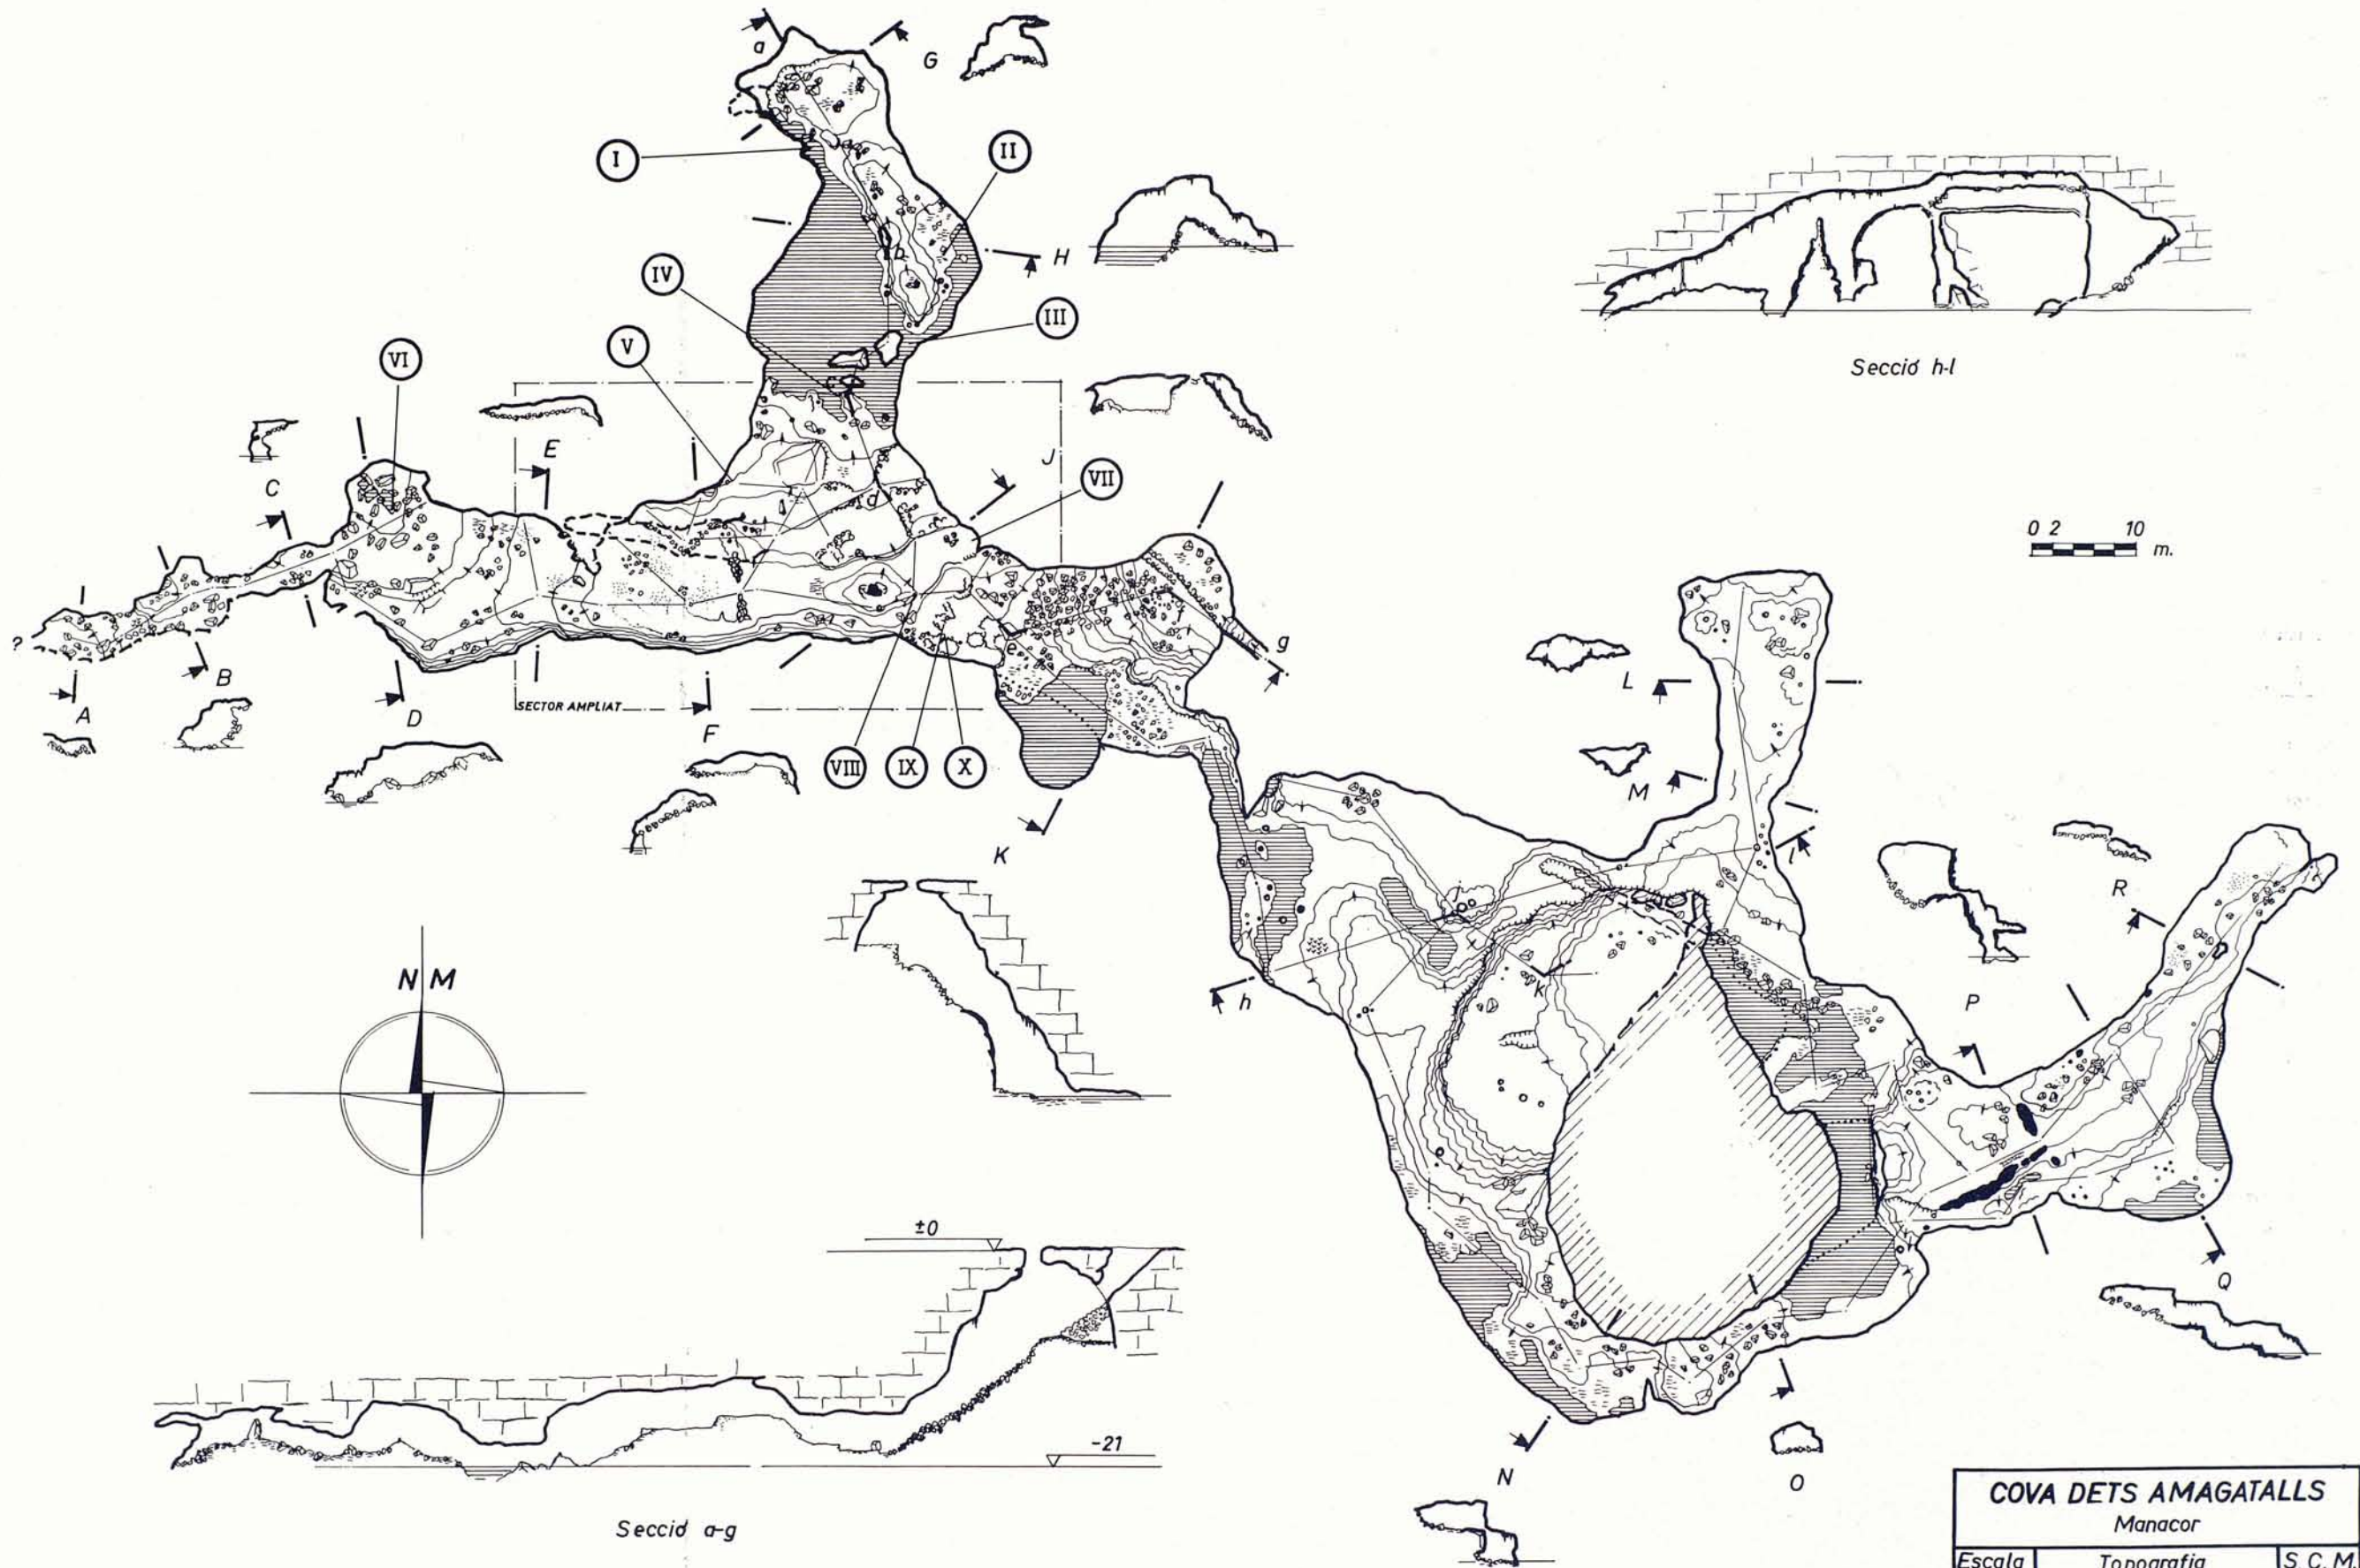 a
G
I
II
H
IV
III
V
VI
Secció h-l
C
E
J
VII
d
b
c
0 2 10
m.
?
e
g
L
A
B
D
SECTOR AMPLIAT
F
VIII
IX
X
M
K
l
j
R
N M
h
k
P
±0
Q
-21
N
O
Secció a-g
COVA DETS AMAGATALLS
Manacor
Escala
Topografia
S.C.M.